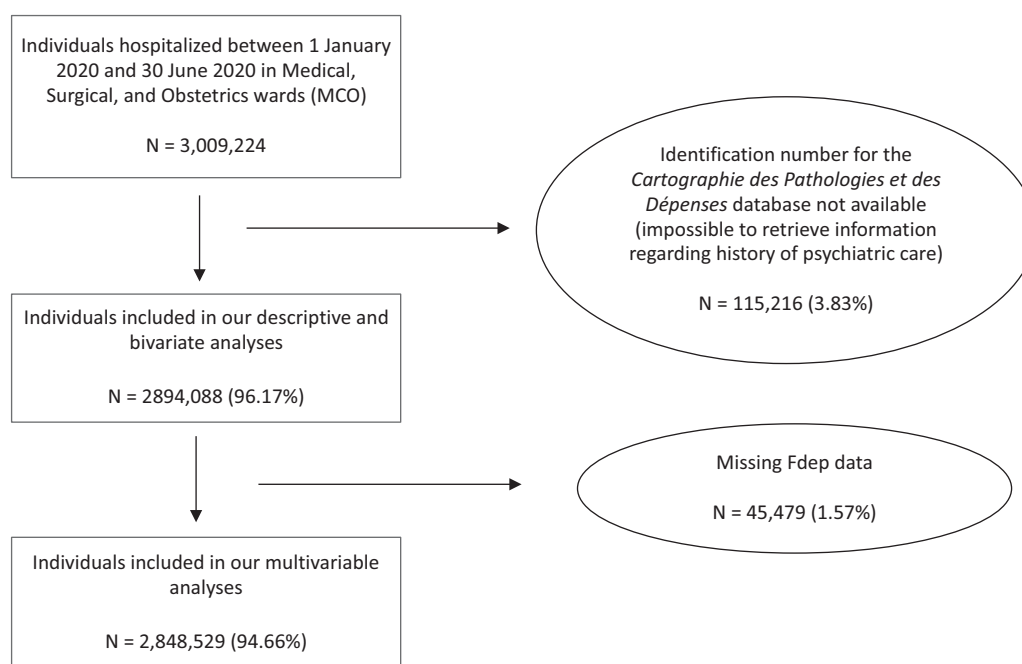 Individuals hospitalized between 1 January
2020 and 30 June 2020 in Medical,
Surgical, and Obstetrics wards (MCO)
N = 3,009,224
Identification number for the
Cartographie des Pathologies et des
Dépenses database not available
(impossible to retrieve information
regarding history of psychiatric care)
N = 115,216 (3.83%)
Individuals included in our descriptive and
bivariate analyses
N = 2894,088 (96.17%)
Missing Fdep data
N = 45,479 (1.57%)
Individuals included in our multivariable
analyses
N = 2,848,529 (94.66%)